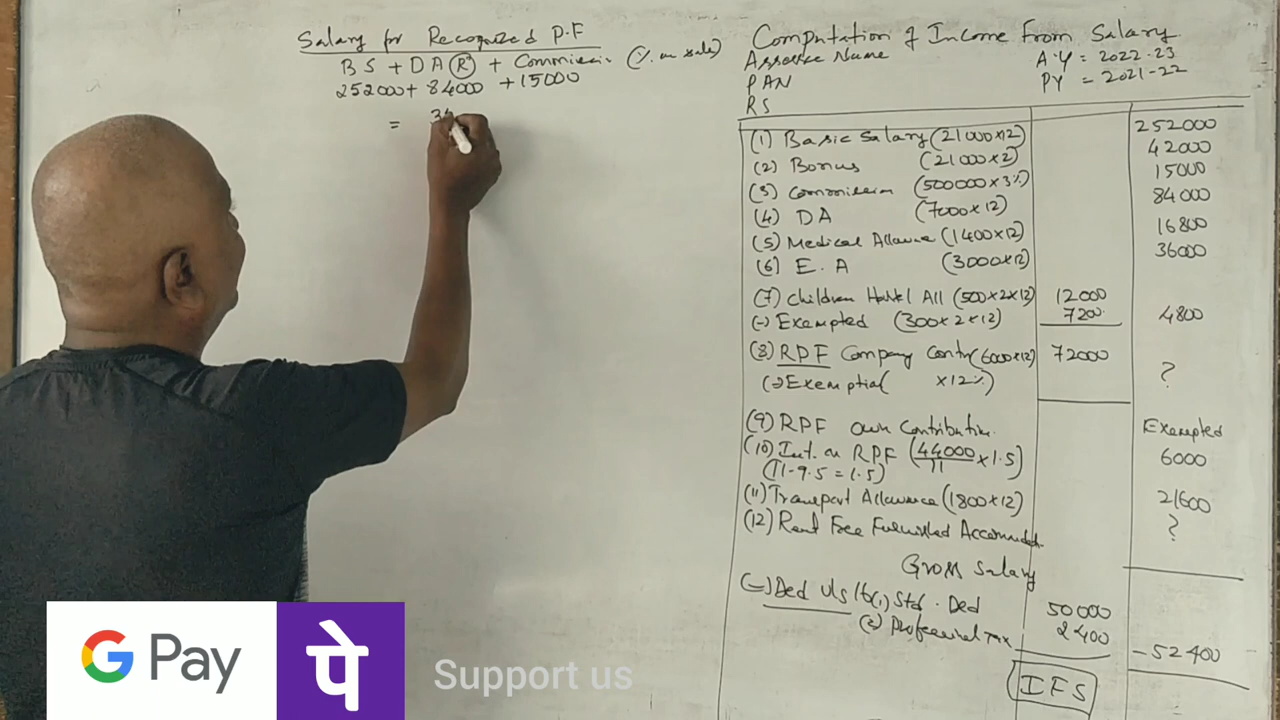 Salary for Recognized P.F
BS + DA (R) + Commission (% on sale)
252000 + 84000 + 15000
=
Computation of Income From Salary
Assessee Name
A.Y = 2022-23
PAN
PY = 2021-22
RS
(1) Basic Salary (21000×12) 252000
(2) Bonus (21000×2) 42000
(3) Commission (500000×3%) 15000
(4) DA (7000×12) 84000
(5) Medical Allowance (1400×12) 16800
(6) E.A (3000×12) 36000
(7) Children Hostel All (500×2×12) 12000
(-) Exempted (300×2×12) 7200 4800
(8) RPF Company Contr (6000×12) 72000
(-) Exemption ( ×12%) ?
(9) RPF own Contribution. Exempted
(10) Int. on RPF (44000/11 × 1.5) 6000
(11-9.5 = 1.5)
(11) Transport Allowance (1800×12) 21600
(12) Rent Free Furnished Accommodat. ?
Gross Salary
(-) Ded u/s 16(1) Std. Ded 50000
(2) Professional Tax 2400 -52400
IFS
G Pay
पे
Support us